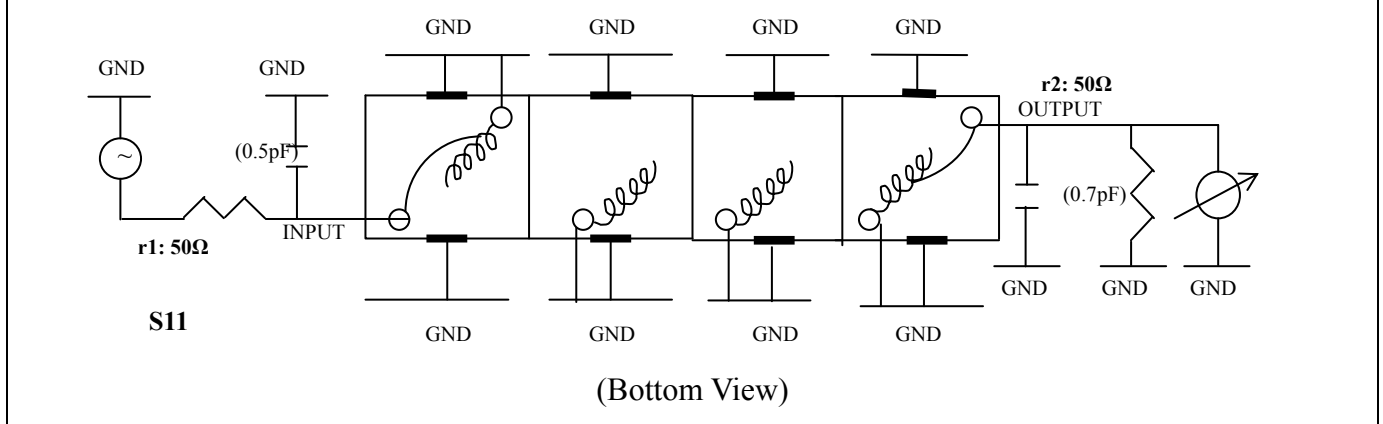 GND GND GND GND
GND GND
r2: 50Ω
OUTPUT
(0.5pF)
~
(0.7pF)
INPUT
r1: 50Ω
GND GND GND
S11
GND GND GND GND
(Bottom View)